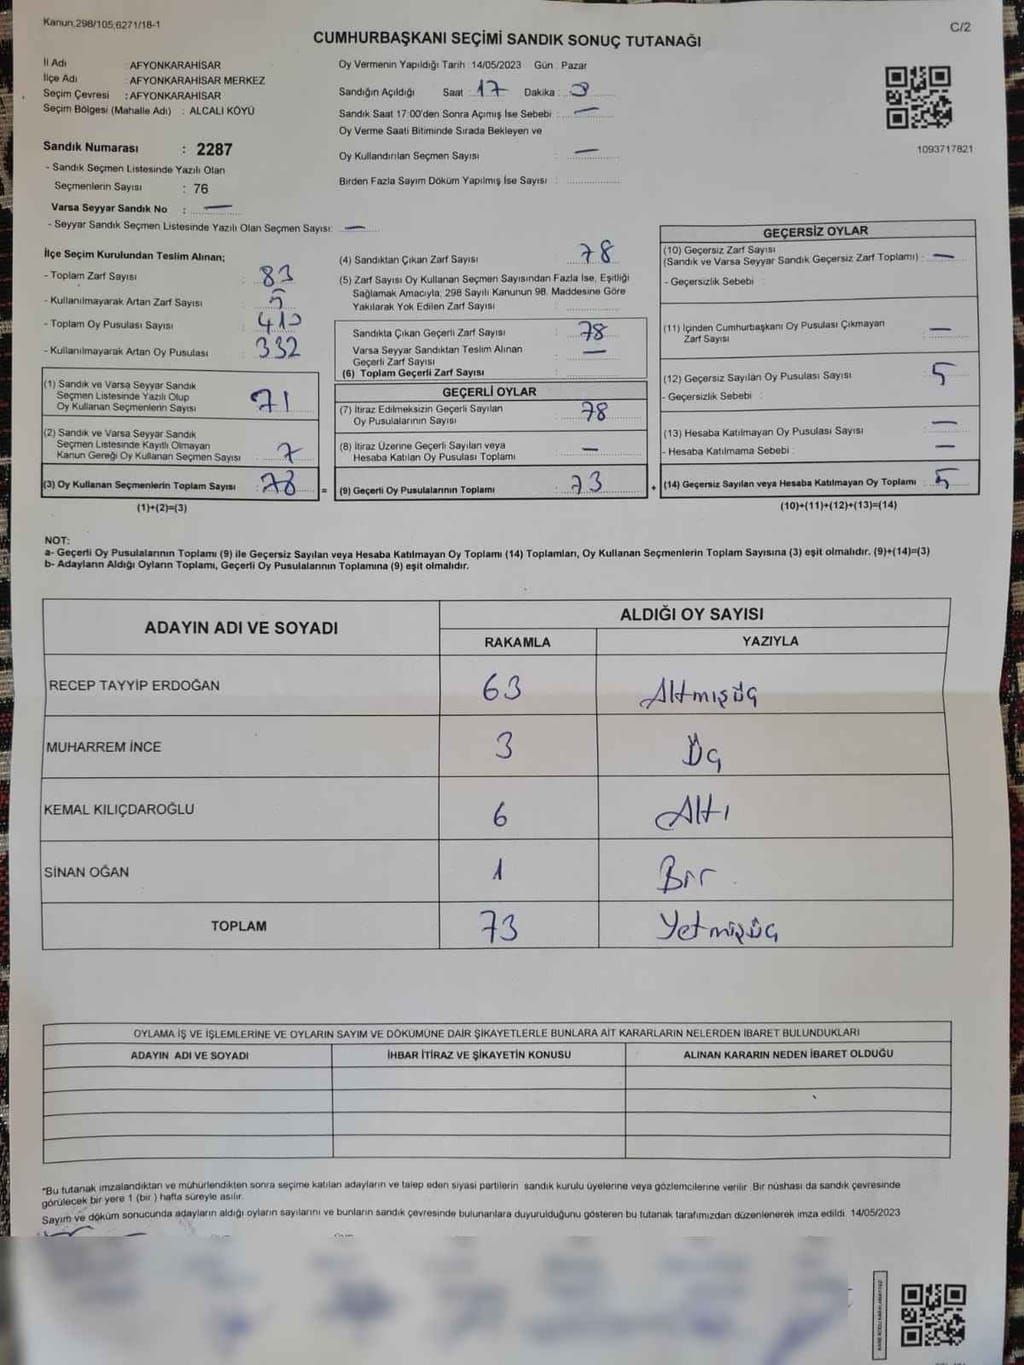 Kanun;298/105;6271/18-1
C/2
CUMHURBAŞKANI SEÇİMİ SANDIK SONUÇ TUTANAĞI
İl Adı : AFYONKARAHİSAR
İlçe Adı : AFYONKARAHİSAR MERKEZ
Seçim Çevresi : AFYONKARAHİSAR
Seçim Bölgesi (Mahalle Adı) : ALCALI KÖYÜ
Sandık Numarası : 2287
- Sandık Seçmen Listesinde Yazılı Olan
Seçmenlerin Sayısı : 76
Varsa Seyyar Sandık No : —
- Seyyar Sandık Seçmen Listesinde Yazılı Olan Seçmen Sayısı: —
Oy Vermenin Yapıldığı Tarih :14/05/2023 Gün : Pazar
Sandığın Açıldığı Saat : 17 Dakika :
Sandık Saat 17:00'den Sonra Açımış İse Sebebi : —
Oy Verme Saati Bitiminde Sırada Bekleyen ve
Oy Kullandırılan Seçmen Sayısı : —
Birden Fazla Sayım Döküm Yapılmış İse Sayısı :
1093717821
İlçe Seçim Kurulundan Teslim Alınan;
- Toplam Zarf Sayısı : 83
- Kullanılmayarak Artan Zarf Sayısı : 5
- Toplam Oy Pusulası Sayısı : 410
- Kullanılmayarak Artan Oy Pusulası : 332
(1) Sandık ve Varsa Seyyar Sandık
Seçmen Listesinde Yazılı Olup
Oy Kullanan Seçmenlerin Sayısı : 71
(2) Sandık ve Varsa Seyyar Sandık
Seçmen Listesinde Kayıtlı Olmayan
Kanun Gereği Oy Kullanan Seçmen Sayısı : 7
(3) Oy Kullanan Seçmenlerin Toplam Sayısı : 78 =
(1)+(2)=(3)
(4) Sandıktan Çıkan Zarf Sayısı : 78
(5) Zarf Sayısı Oy Kullanan Seçmen Sayısından Fazla İse, Eşitliği
Sağlamak Amacıyla, 298 Sayılı Kanunun 98. Maddesine Göre
Yakılarak Yok Edilen Zarf Sayısı :
Sandıkta Çıkan Geçerli Zarf Sayısı : 78
Varsa Seyyar Sandıktan Teslim Alınan
Geçerli Zarf Sayısı : —
(6) Toplam Geçerli Zarf Sayısı :
GEÇERLİ OYLAR
(7) İtiraz Edilmeksizin Geçerli Sayılan
Oy Pusulalarının Sayısı : 78
(8) İtiraz Üzerine Geçerli Sayılan veya
Hesaba Katılan Oy Pusulası Toplamı : —
(9) Geçerli Oy Pusulalarının Toplamı : 73 +
GEÇERSİZ OYLAR
(10) Geçersiz Zarf Sayısı
(Sandık ve Varsa Seyyar Sandık Geçersiz Zarf Toplamı) : —
- Geçersizlik Sebebi :
(11) İçinden Cumhurbaşkanı Oy Pusulası Çıkmayan
Zarf Sayısı : —
(12) Geçersiz Sayılan Oy Pusulası Sayısı : 5
- Geçersizlik Sebebi :
(13) Hesaba Katılmayan Oy Pusulası Sayısı : —
- Hesaba Katılmama Sebebi : —
(14) Geçersiz Sayılan veya Hesaba Katılmayan Oy Toplamı : 5
(10)+(11)+(12)+(13)=(14)
NOT:
a- Geçerli Oy Pusulalarının Toplamı (9) ile Geçersiz Sayılan veya Hesaba Katılmayan Oy Toplamı (14) Toplamları, Oy Kullanan Seçmenlerin Toplam Sayısına (3) eşit olmalıdır. (9)+(14)=(3)
b- Adayların Aldığı Oyların Toplamı, Geçerli Oy Pusulalarının Toplamına (9) eşit olmalıdır.
ADAYIN ADI VE SOYADI ALDIĞI OY SAYISI
RAKAMLA YAZIYLA
RECEP TAYYİP ERDOĞAN 63 Altmışüç
MUHARREM İNCE 3 Üç
KEMAL KILIÇDAROĞLU 6 Altı
SİNAN OĞAN 1 Bir
TOPLAM 73 Yetmişüç
OYLAMA İŞ VE İŞLEMLERİNE VE OYLARIN SAYIM VE DÖKÜMÜNE DAİR ŞİKAYETLERLE BUNLARA AİT KARARLARIN NELERDEN İBARET BULUNDUKLARI
ADAYIN ADI VE SOYADI İHBAR İTİRAZ VE ŞİKAYETİN KONUSU ALINAN KARARIN NEDEN İBARET OLDUĞU
*Bu tutanak imzalandıktan ve mühürlendikten sonra seçime katılan adayların ve talep eden siyasi partilerin sandık kurulu üyelerine veya gözlemcilerine verilir. Bir nüshası da sandık çevresinde
görülecek bir yere 1 (bir ) hafta süreyle asılır.
Sayım ve döküm sonucunda adayların aldığı oyların sayılarını ve bunların sandık çevresinde bulunanlara duyurulduğunu gösteren bu tutanak tarafımızdan düzenlenerek imza edildi. 14/05/2023